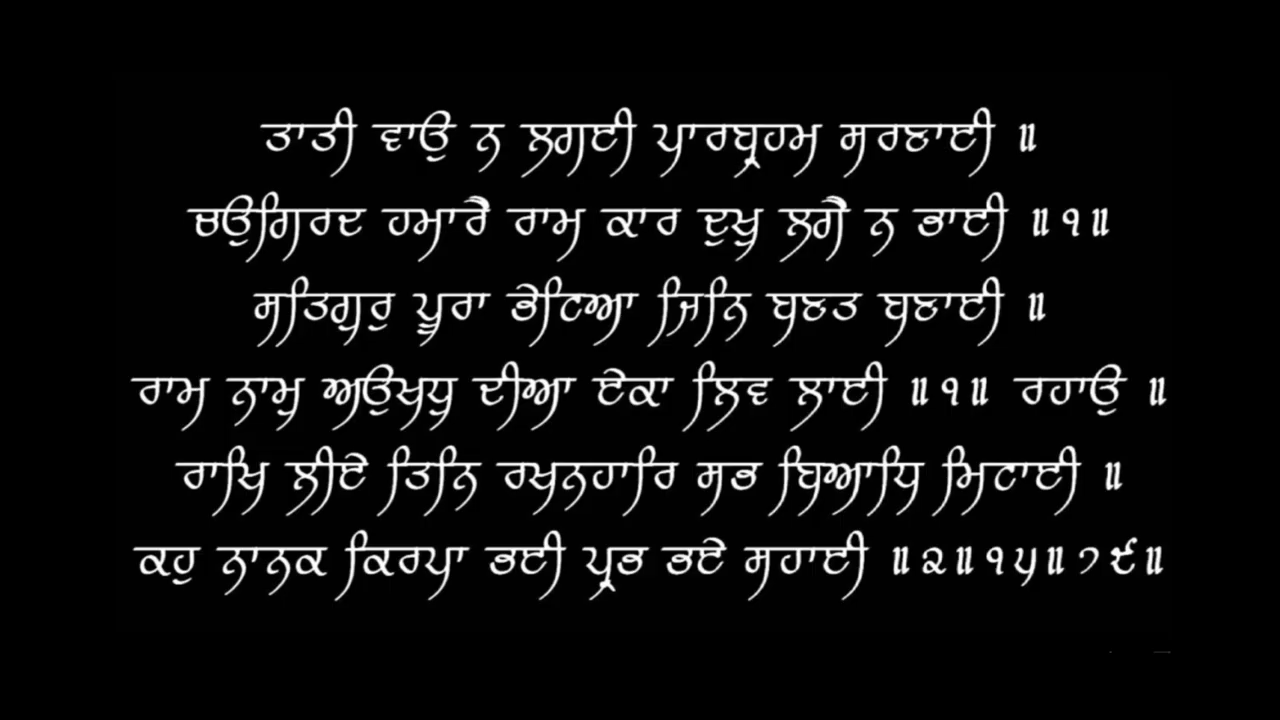 ਤਾਤੀ ਵਾਉ ਨ ਲਗਈ ਪਾਰਬ੍ਰਹਮ ਸਰਣਾਈ ॥
ਚਉਗਿਰਦ ਹਮਾਰੈ ਰਾਮ ਕਾਰ ਦੁਖੁ ਲਗੈ ਨ ਭਾਈ ॥੧॥
ਸਤਿਗੁਰੁ ਪੂਰਾ ਭੇਟਿਆ ਜਿਨਿ ਬਣਤ ਬਣਾਈ ॥
ਰਾਮ ਨਾਮੁ ਅਉਖਧੁ ਦੀਆ ਏਕਾ ਲਿਵ ਲਾਈ ॥੧॥ ਰਹਾਉ ॥
ਰਾਖਿ ਲੀਏ ਤਿਨਿ ਰਖਨਹਾਰਿ ਸਭ ਬਿਆਧਿ ਮਿਟਾਈ ॥
ਕਹੁ ਨਾਨਕ ਕਿਰਪਾ ਭਈ ਪ੍ਰਭ ਭਏ ਸਹਾਈ ॥੨॥੧੫॥੭੯॥